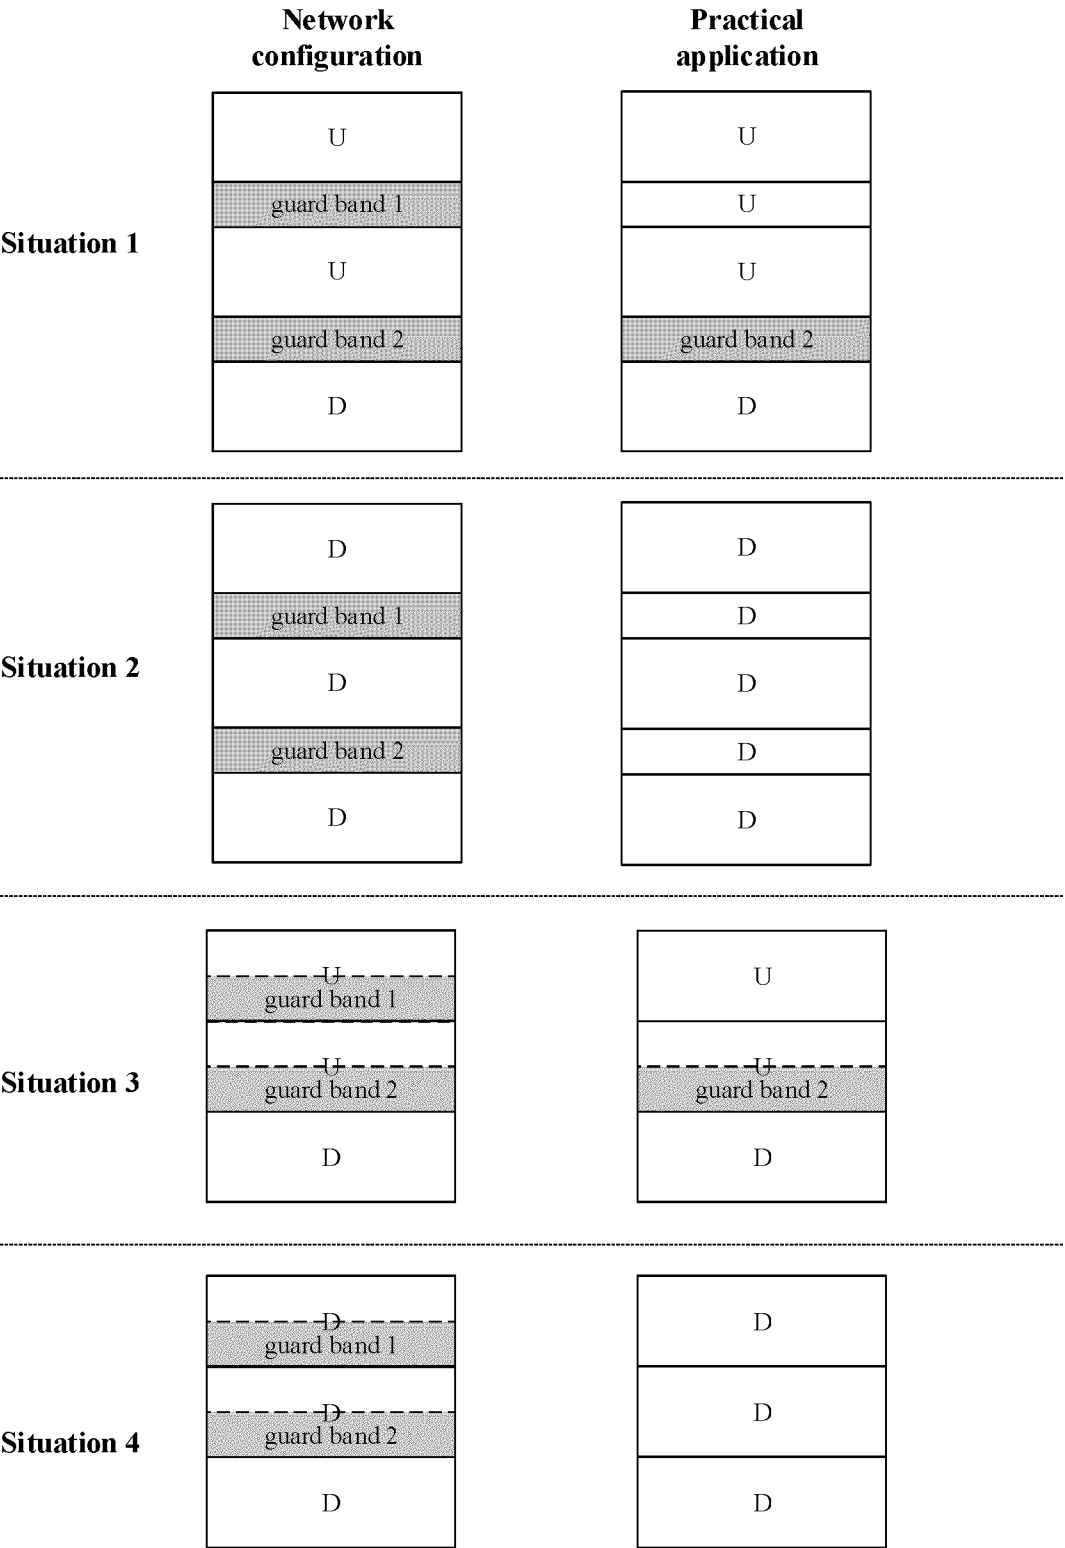 Network configuration
Practical application
Situation 1
U
guard band 1
U
guard band 2
D
U
U
U
guard band 2
D
Situation 2
D
guard band 1
D
guard band 2
D
D
D
D
D
D
Situation 3
U
guard band 1
U
guard band 2
D
U
U
guard band 2
D
Situation 4
D
guard band 1
D
guard band 2
D
D
D
D